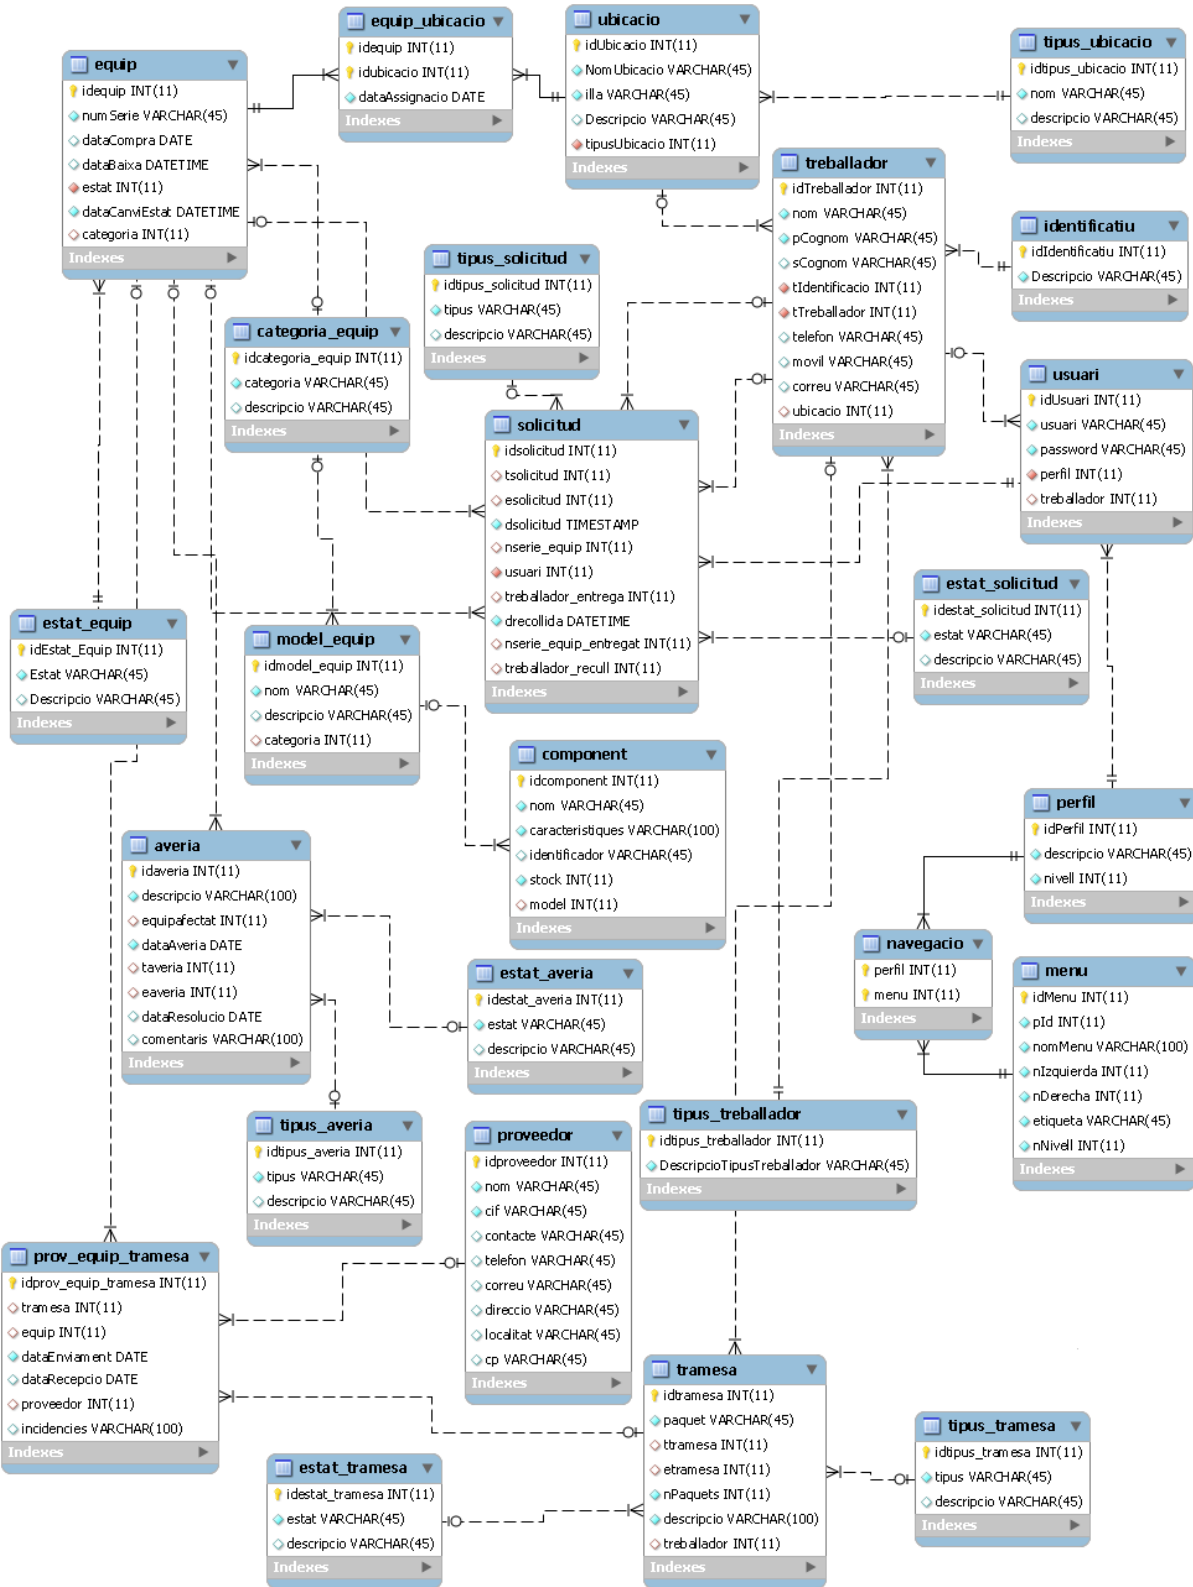 equip_ubicacio
idequip INT(11)
idubicacio INT(11)
dataAssignacio DATE
Indexes
ubicacio
idUbicacio INT(11)
NomUbicacio VARCHAR(45)
illa VARCHAR(45)
Descripcio VARCHAR(45)
tipusUbicacio INT(11)
Indexes
tipus_ubicacio
idtipus_ubicacio INT(11)
nom VARCHAR(45)
descripcio VARCHAR(45)
Indexes
equip
idequip INT(11)
numSerie VARCHAR(45)
dataCompra DATE
dataBaixa DATETIME
estat INT(11)
dataCanviEstat DATETIME
categoria INT(11)
Indexes
treballador
idTreballador INT(11)
nom VARCHAR(45)
pCognom VARCHAR(45)
sCognom VARCHAR(45)
tIdentificacio INT(11)
tTreballador INT(11)
telefon VARCHAR(45)
movil VARCHAR(45)
correu VARCHAR(45)
ubicacio INT(11)
Indexes
identificatiu
idIdentificatiu INT(11)
Descripcio VARCHAR(45)
Indexes
tipus_solicitud
idtipus_solicitud INT(11)
tipus VARCHAR(45)
descripcio VARCHAR(45)
Indexes
categoria_equip
idcategoria_equip INT(11)
categoria VARCHAR(45)
descripcio VARCHAR(45)
Indexes
usuari
idUsuari INT(11)
usuari VARCHAR(45)
password VARCHAR(45)
perfil INT(11)
treballador INT(11)
Indexes
solicitud
idsolicitud INT(11)
tsolicitud INT(11)
esolicitud INT(11)
dsolicitud TIMESTAMP
nserie_equip INT(11)
usuari INT(11)
treballador_entrega INT(11)
drecollida DATETIME
nserie_equip_entregat INT(11)
treballador_recull INT(11)
Indexes
estat_solicitud
idestat_solicitud INT(11)
estat VARCHAR(45)
descripcio VARCHAR(45)
Indexes
estat_equip
idEstat_Equip INT(11)
Estat VARCHAR(45)
Descripcio VARCHAR(45)
Indexes
model_equip
idmodel_equip INT(11)
nom VARCHAR(45)
descripcio VARCHAR(45)
categoria INT(11)
Indexes
component
idcomponent INT(11)
nom VARCHAR(45)
caracteristiques VARCHAR(100)
identificador VARCHAR(45)
stock INT(11)
model INT(11)
Indexes
perfil
idPerfil INT(11)
descripcio VARCHAR(45)
nivell INT(11)
Indexes
averia
idaveria INT(11)
descripcio VARCHAR(100)
equipafectat INT(11)
dataAveria DATE
taveria INT(11)
eaveria INT(11)
dataResolucio DATE
comentaris VARCHAR(100)
Indexes
navegacio
perfil INT(11)
menu INT(11)
Indexes
menu
idMenu INT(11)
pId INT(11)
nomMenu VARCHAR(100)
nIzquierda INT(11)
nDerecha INT(11)
etiqueta VARCHAR(45)
nNivell INT(11)
Indexes
estat_averia
idestat_averia INT(11)
estat VARCHAR(45)
descripcio VARCHAR(45)
Indexes
tipus_averia
idtipus_averia INT(11)
tipus VARCHAR(45)
descripcio VARCHAR(45)
Indexes
proveedor
idproveedor INT(11)
nom VARCHAR(45)
cif VARCHAR(45)
contacte VARCHAR(45)
telefon VARCHAR(45)
correu VARCHAR(45)
direccio VARCHAR(45)
localitat VARCHAR(45)
cp VARCHAR(45)
Indexes
tipus_treballador
idtipus_treballador INT(11)
DescripcioTipusTreballador VARCHAR(45)
Indexes
prov_equip_tramesa
idprov_equip_tramesa INT(11)
tramesa INT(11)
equip INT(11)
dataEnviament DATE
dataRecepcio DATE
proveedor INT(11)
incidencies VARCHAR(100)
Indexes
tramesa
idtramesa INT(11)
paquet VARCHAR(45)
ttramesa INT(11)
etramesa INT(11)
nPaquets INT(11)
descripcio VARCHAR(100)
treballador INT(11)
Indexes
tipus_tramesa
idtipus_tramesa INT(11)
tipus VARCHAR(45)
descripcio VARCHAR(45)
Indexes
estat_tramesa
idestat_tramesa INT(11)
estat VARCHAR(45)
descripcio VARCHAR(45)
Indexes